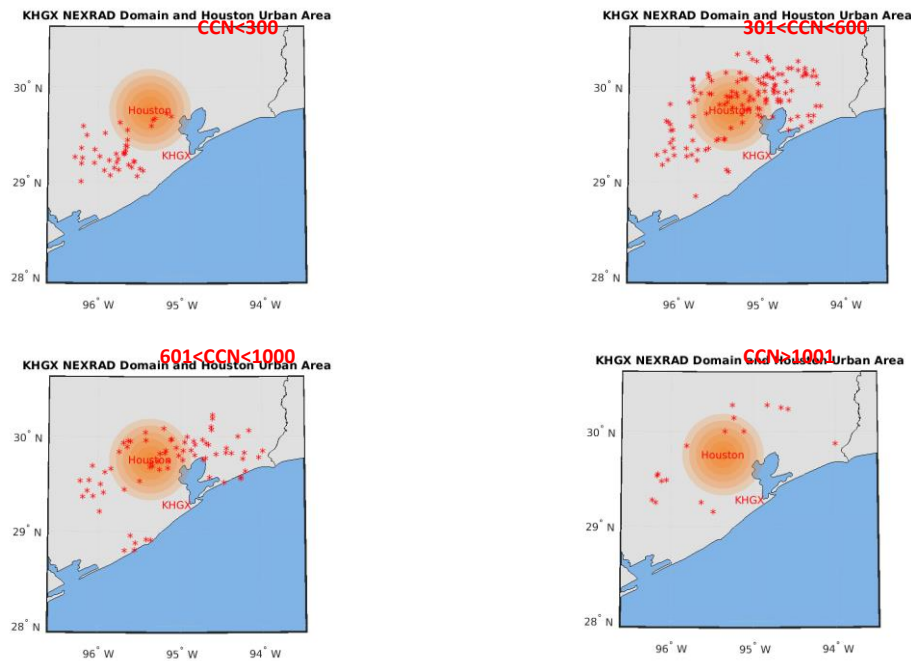 KHGX NEXRAD Domain and Houston Urban Area
CCN<300
30° N
Houston
KHGX
29° N
28° N
96° W 95° W 94° W
KHGX NEXRAD Domain and Houston Urban Area
301<CCN<600
30° N
Houston
KHGX
29° N
28° N
96° W 95° W 94° W
KHGX NEXRAD Domain and Houston Urban Area
601<CCN<1000
30° N
Houston
KHGX
29° N
28° N
96° W 95° W 94° W
KHGX NEXRAD Domain and Houston Urban Area
CCN>1001
30° N
Houston
KHGX
29° N
28° N
96° W 95° W 94° W